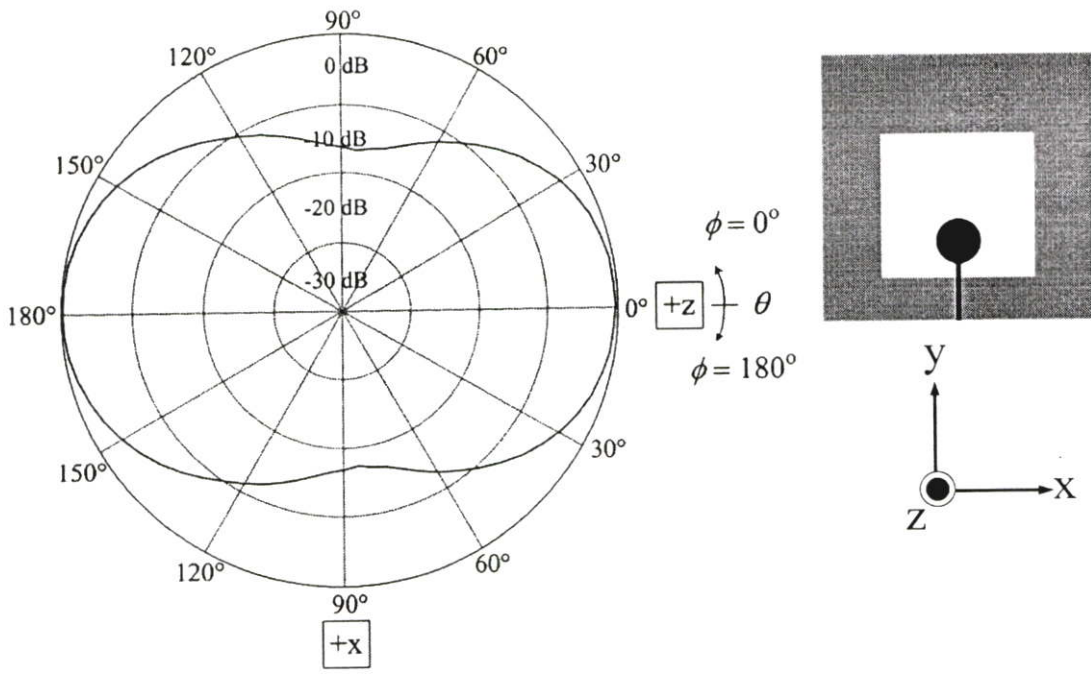 90°
120°
0 dB
60°
-10 dB
150°
30°
-20 dB
ϕ = 0°
-30 dB
180°
0°
+z
θ
ϕ = 180°
y
150°
30°
x
z
120°
60°
90°
+x